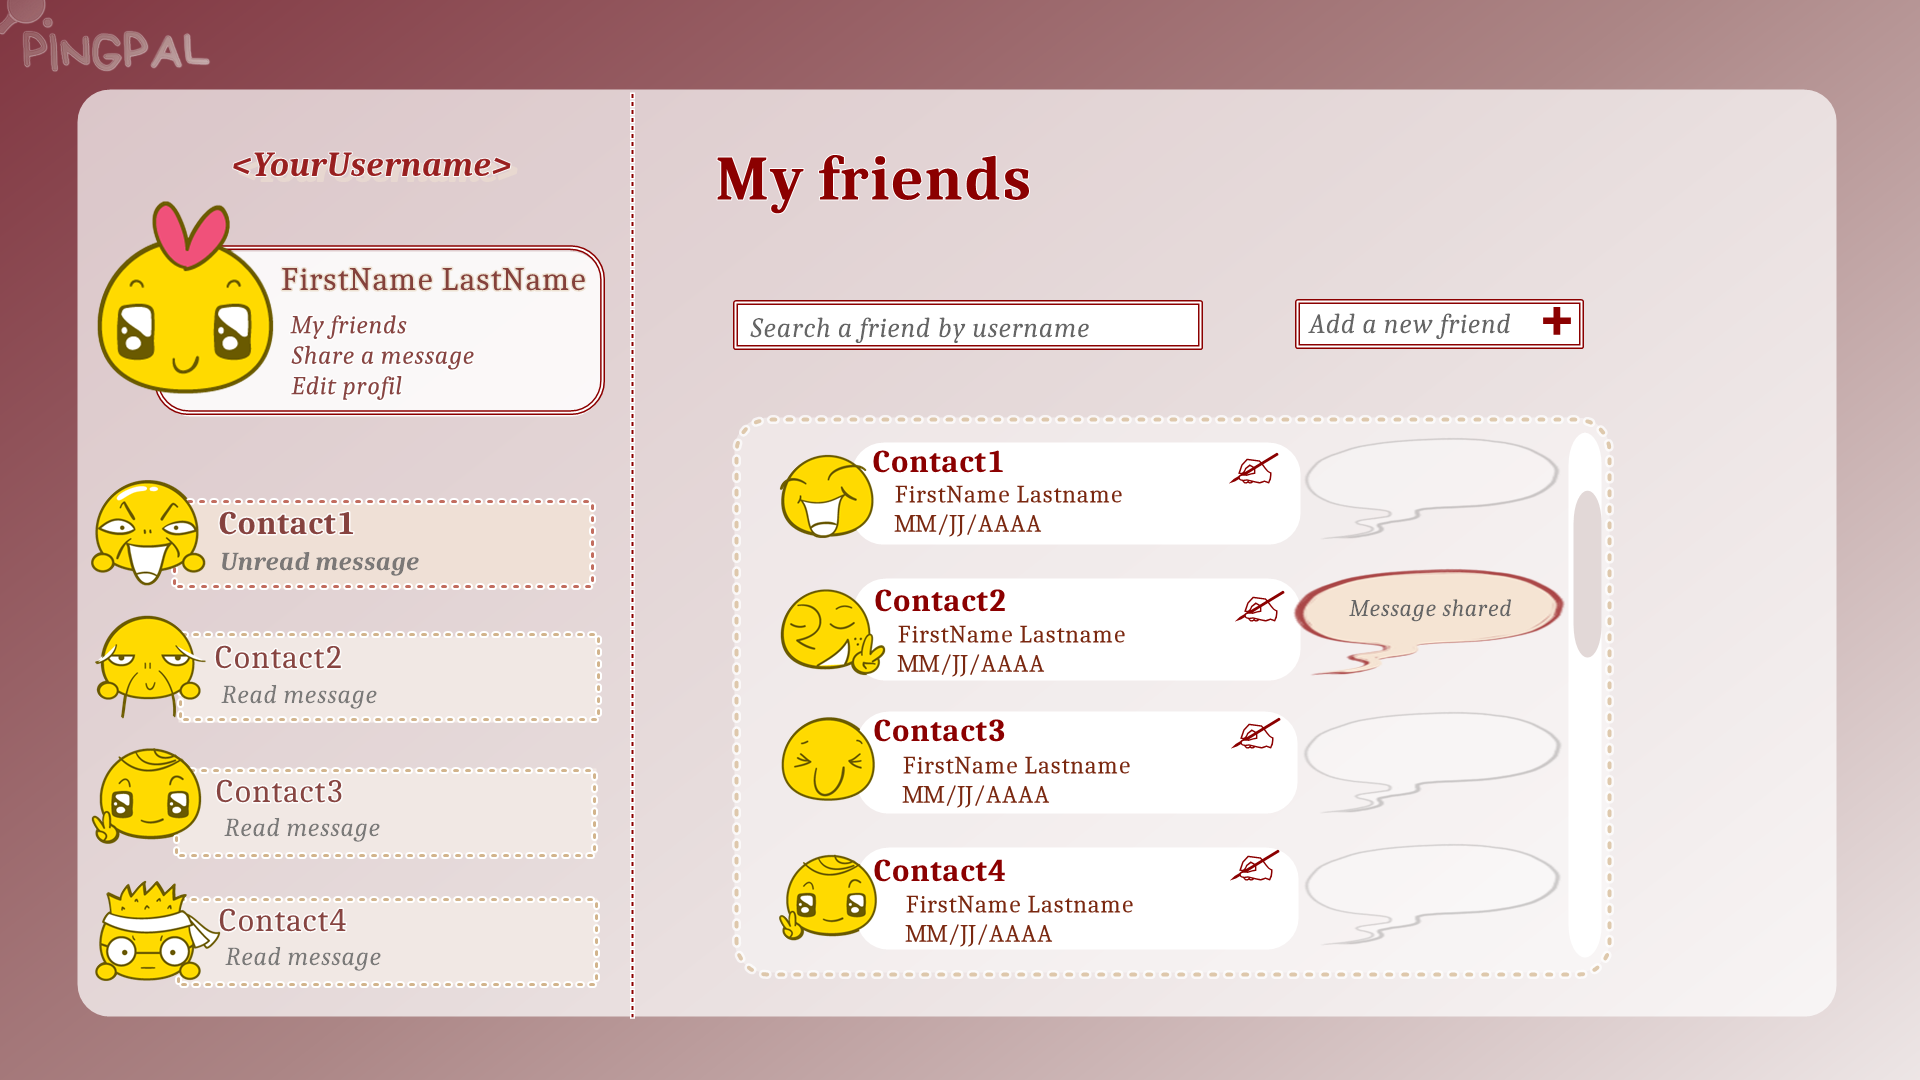 PINGPAL
<YourUsername>
FirstName LastName
My friends
Share a message
Edit profil
Contact1
Unread message
Contact2
Read message
Contact3
Read message
Contact4
Read message
My friends
Search a friend by username
Add a new friend
Contact1
FirstName Lastname
MM/JJ/AAAA
Contact2
FirstName Lastname
MM/JJ/AAAA
Message shared
Contact3
FirstName Lastname
MM/JJ/AAAA
Contact4
FirstName Lastname
MM/JJ/AAAA